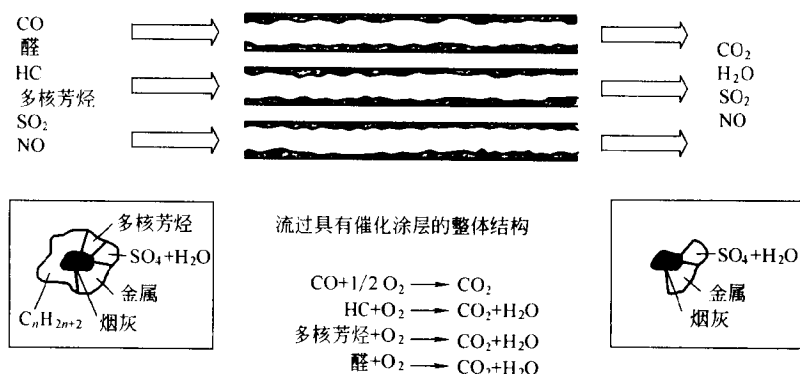 CO
醛
HC
多核芳烃
SO₂
NO
CO₂
H₂O
SO₂
NO
多核芳烃
SO₄+H₂O
金属
烟灰
CₙH₂ₙ₊₂
流过具有催化涂层的整体结构
CO+1/2 O₂ → CO₂
HC+O₂ → CO₂+H₂O
多核芳烃+O₂ → CO₂+H₂O
醛+O₂ → CO₂+H₂O
SO₄+H₂O
金属
烟灰